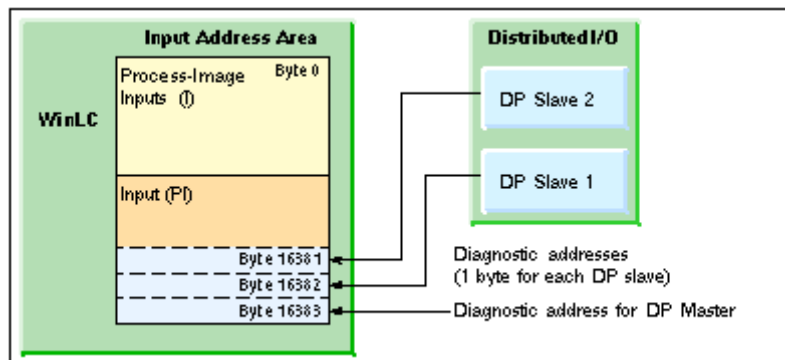 Input Address Area
Process-Image
Byte 0
Inputs (I)
WinLC
Input (PI)
Byte 16381
Byte 16382
Byte 16383
Distributed I/O
DP Slave 2
DP Slave 1
Diagnostic addresses
(1 byte for each DP slave)
Diagnostic address for DP Master